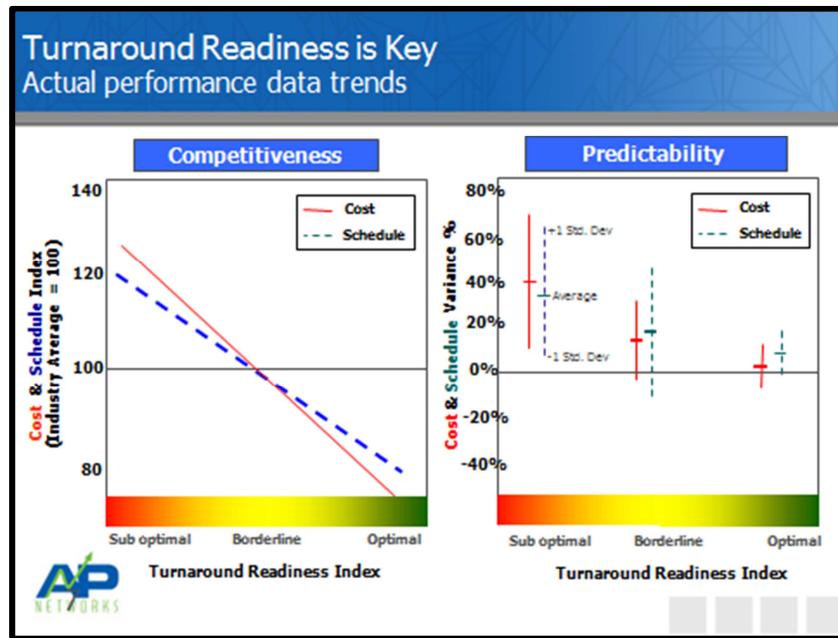 Turnaround Readiness is Key
Actual performance data trends
Competitiveness
Cost & Schedule Index
(Industry Average = 100)
140
120
100
80
Cost
Schedule
Sub optimal
Borderline
Optimal
Turnaround Readiness Index
Predictability
Cost & Schedule Variance %
80%
60%
40%
20%
0%
-20%
-40%
Cost
Schedule
+1 Std. Dev
Average
-1 Std. Dev
Sub optimal
Borderline
Optimal
Turnaround Readiness Index
AP
NETWORKS